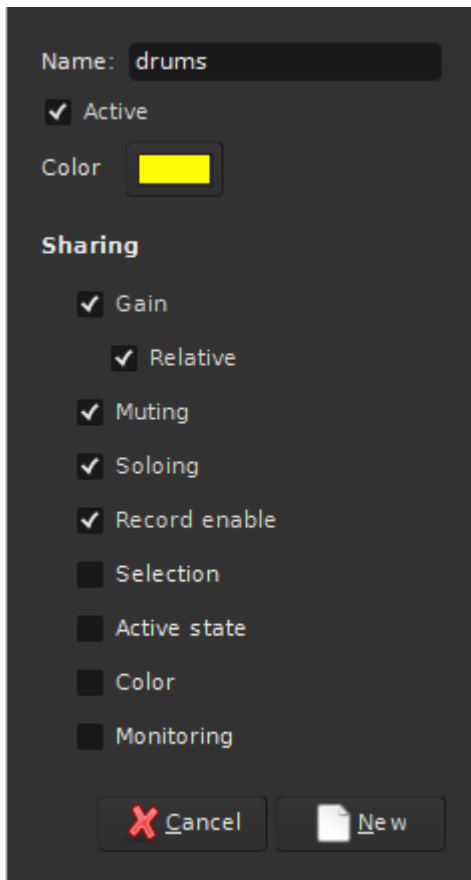 Name: drums
Active
Color
Sharing
Gain
Relative
Muting
Soloing
Record enable
Selection
Active state
Color
Monitoring
Cancel New